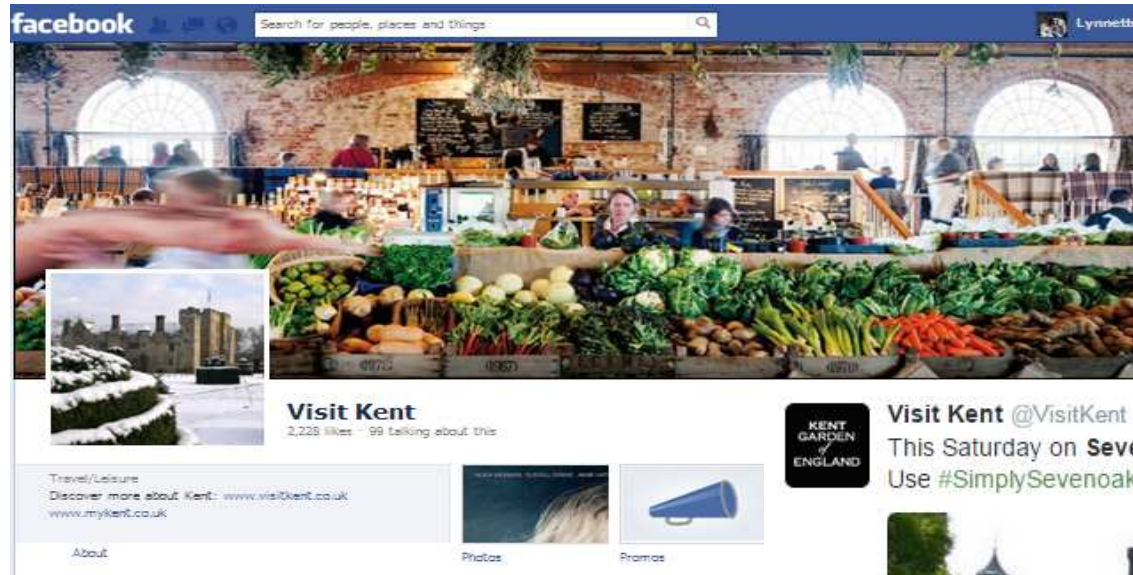 facebook
Search for people, places and things
Lynnett
Visit Kent
2,228 likes · 99 talking about this
Travel/Leisure
Discover more about Kent: www.visitkent.co.uk
www.mykent.co.uk
About
Photos
Promos
KENT
GARDEN
of
ENGLAND
Visit Kent @VisitKent
This Saturday on Seve
Use #SimplySevenoak